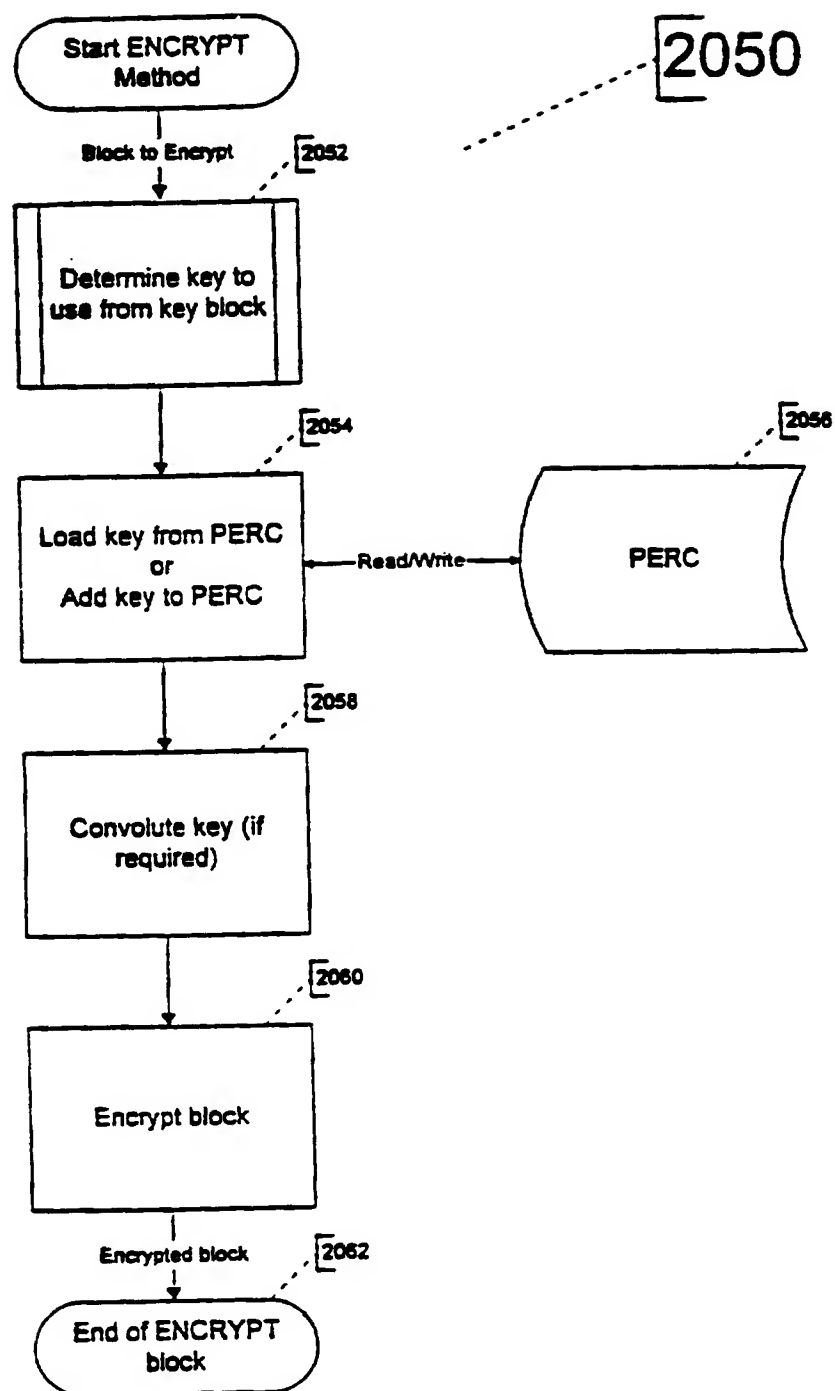 Start ENCRYPT
Method
2050
Block to Encrypt
2052
Determine key to
use from key block
2054
2056
Load key from PERC
or
Add key to PERC
Read/Write
PERC
2058
Convolute key (if
required)
2060
Encrypt block
Encrypted block
2062
End of ENCRYPT
block